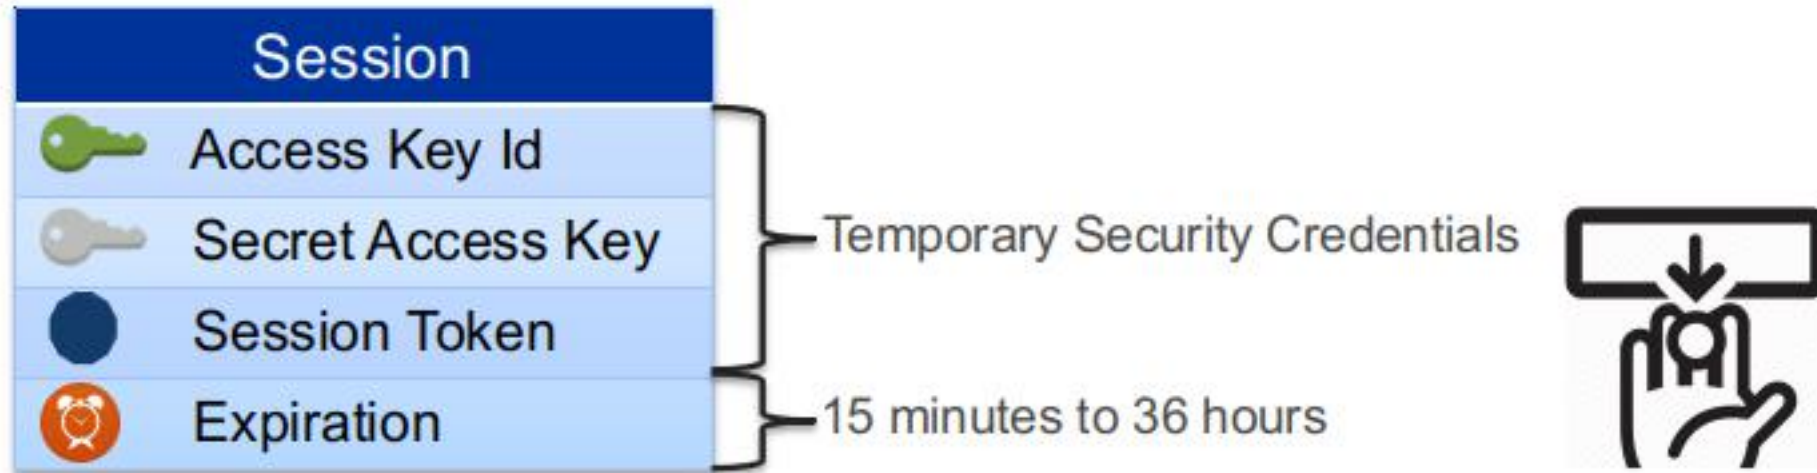 Session
Access Key Id
Secret Access Key
Temporary Security Credentials
Session Token
Expiration
15 minutes to 36 hours